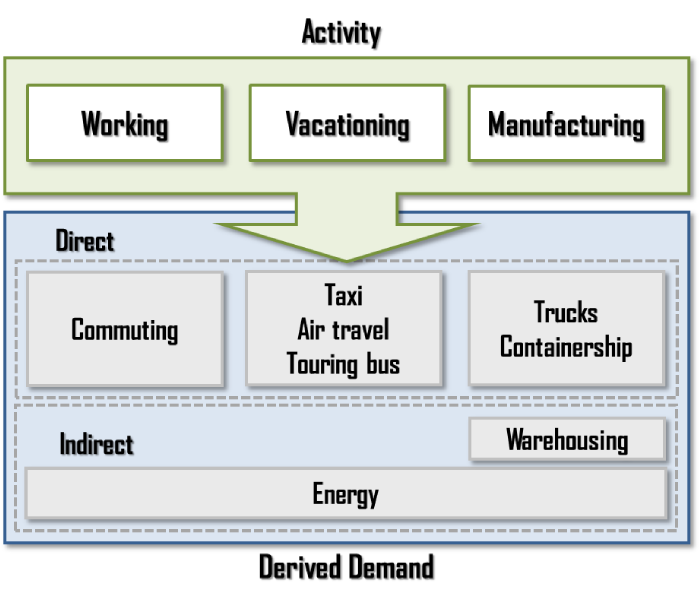 Activity
Working
Vacationing
Manufacturing
Direct
Commuting
Taxi
Air travel
Touring bus
Trucks
Containership
Indirect
Warehousing
Energy
Derived Demand